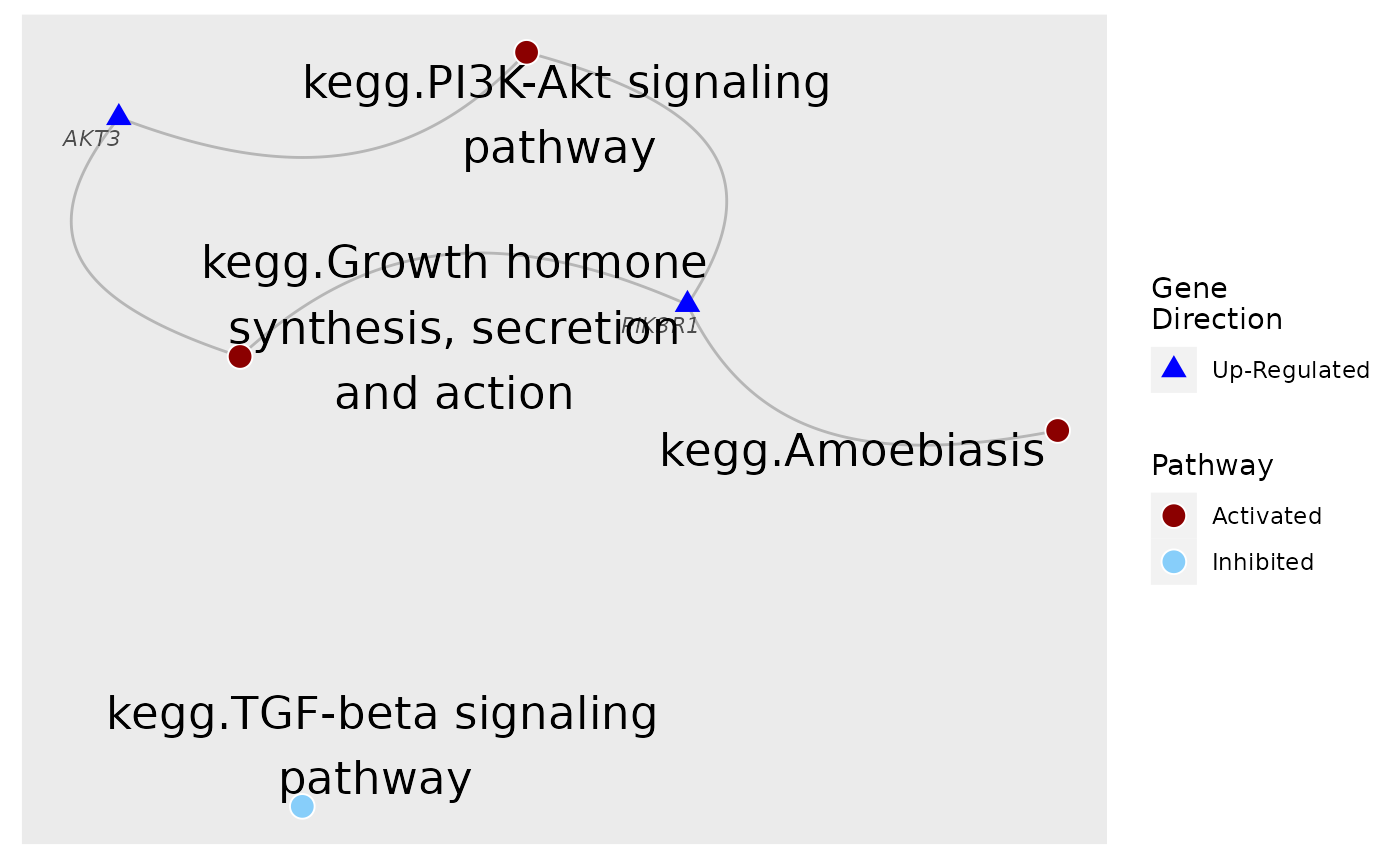 kegg.PI3K-Akt signaling
pathway
AKT3
kegg.Growth hormone
synthesis, secretion
PIK3R1
and action
kegg.Amoebiasis
kegg.TGF-beta signaling
pathway
Gene
Direction
Up-Regulated
Pathway
Activated
Inhibited